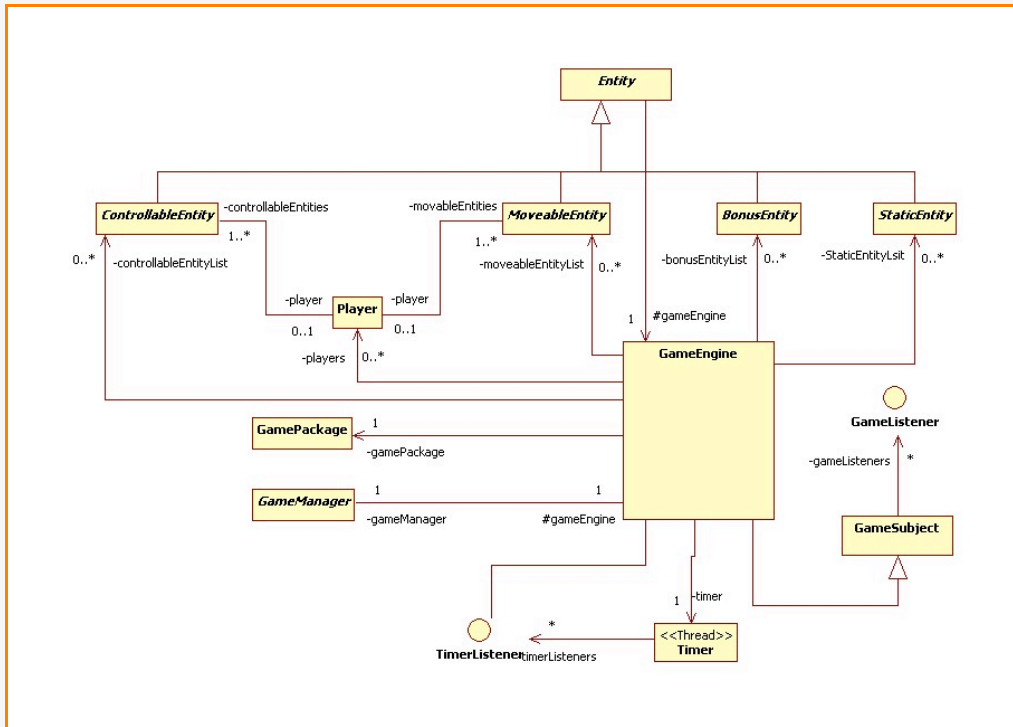 Entity
ControllableEntity
-controllableEntities
1..*
-movableEntities
1..*
MoveableEntity
BonusEntity
StaticEntity
0..*
-controllableEntityList
-moveableEntityList
0..*
-bonusEntityList
0..*
-StaticEntityLsit
0..*
-player
0..1
Player
-player
0..1
1
#gameEngine
-players
0..*
GameEngine
GamePackage
1
-gamePackage
GameListener
-gameListeners
*
GameManager
1
-gameManager
1
#gameEngine
GameSubject
-timer
1
TimerListener
*
-timerListeners
<<Thread>>
Timer